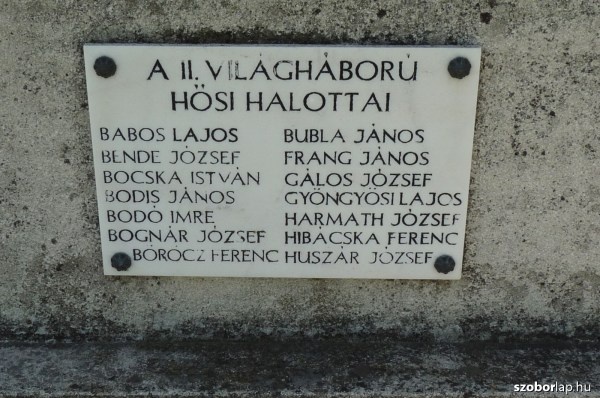 A II. VILÁGHÁBORÚ
HŐSI HALOTTAI
BABOS LAJOS
BENDE JÓZSEF
BOCSKA ISTVÁN
BODIS JÁNOS
BODÓ IMRE
BOGNÁR JÓZSEF
BÖRÖCZ FERENC
BUBLA JÁNOS
FRANG JÁNOS
GÁLOS JÓZSEF
GYÖNGYÖSI LAJOS
HARMATH JÓZSEF
HIBÁCSKA FERENC
HUSZÁR JÓZSEF
szoborlap.hu